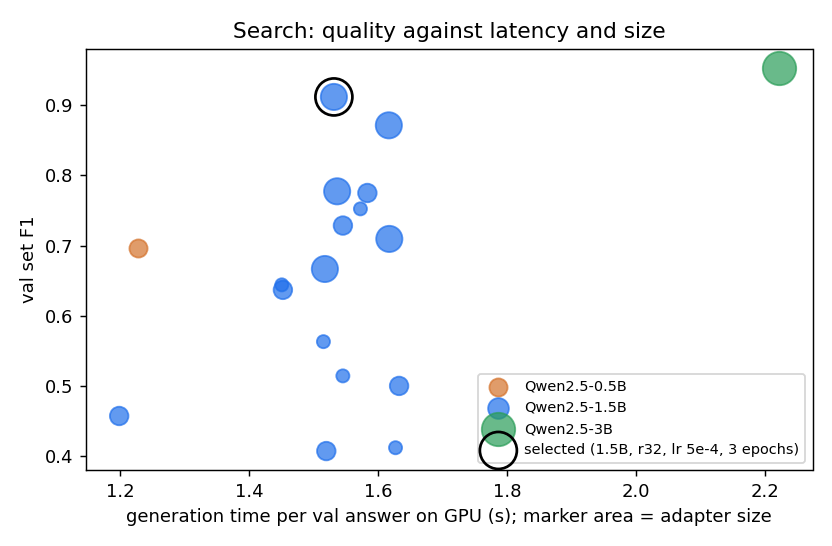 Search: quality against latency and size
val set F1
0.9
0.8
0.7
0.6
0.5
0.4
1.2 1.4 1.6 1.8 2.0 2.2
generation time per val answer on GPU (s); marker area = adapter size
Qwen2.5-0.5B
Qwen2.5-1.5B
Qwen2.5-3B
selected (1.5B, r32, lr 5e-4, 3 epochs)